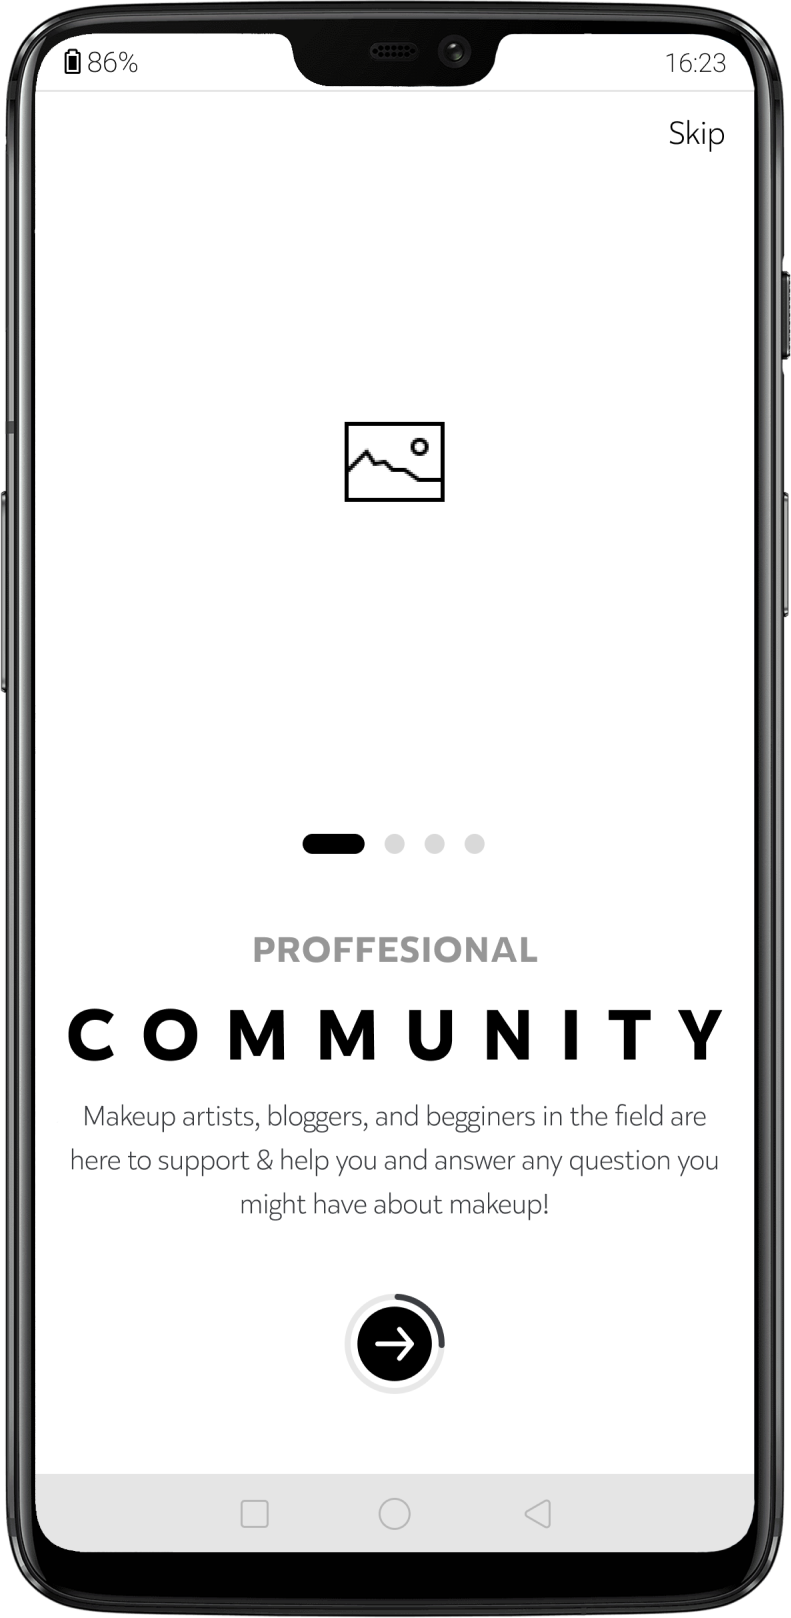 86%
16:23
Skip
PROFFESIONAL
COMMUNITY
Makeup artists, bloggers, and begginers in the field are
here to support & help you and answer any question you
might have about makeup!